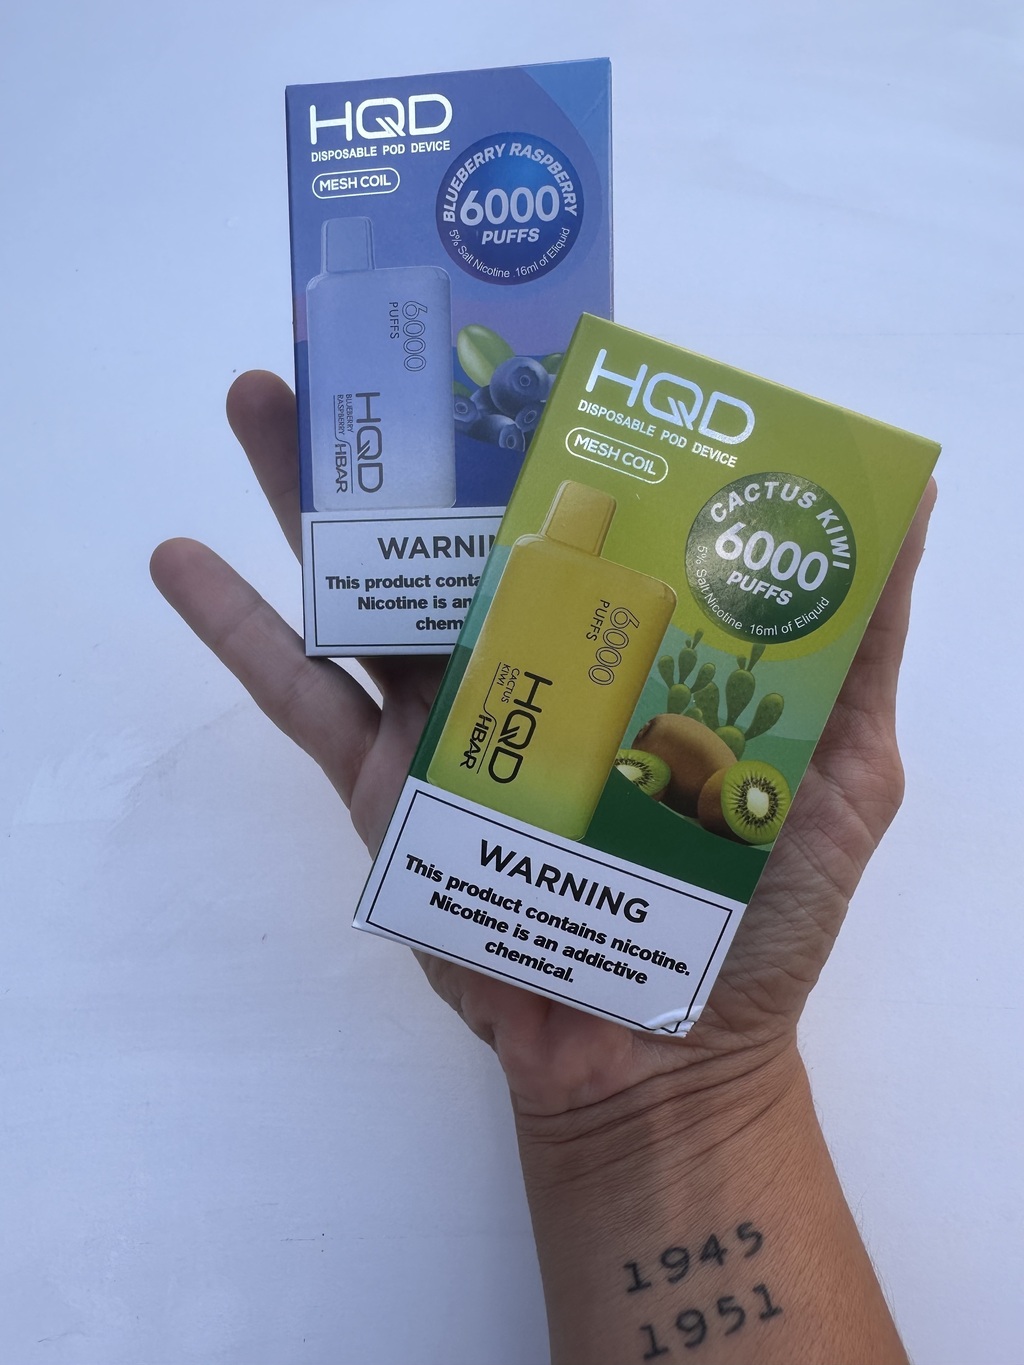 HQD
DISPOSABLE POD DEVICE
MESH COIL
BLUEBERRY RASPBERRY
6000
PUFFS
5% Salt Nicotine .16ml of Eliquid
6000
PUFFS
HQD
BLUEBERRY
RASPBERRY
HBAR
WARNI
This product conta
Nicotine is an
chemi
HQD
DISPOSABLE POD DEVICE
MESH COIL
CACTUS KIWI
6000
PUFFS
5% Salt Nicotine .16ml of Eliquid
6000
PUFFS
HQD
CACTUS
KIWI
HBAR
WARNING
This product contains nicotine.
Nicotine is an addictive
chemical.
1945
1951